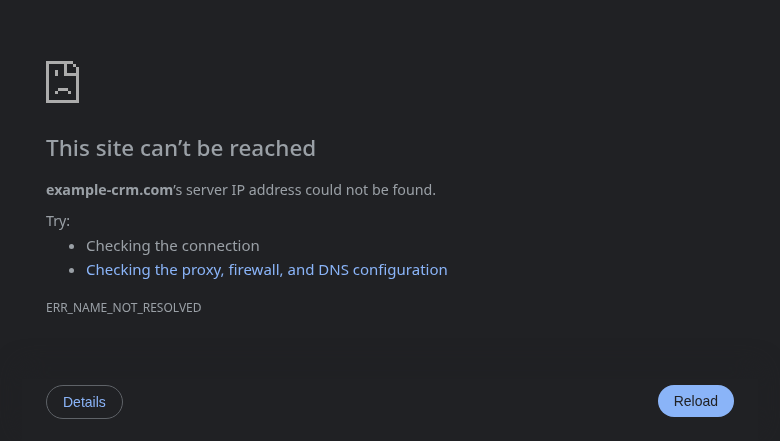 This site can’t be reached
example-crm.com’s server IP address could not be found.
Try:
Checking the connection
Checking the proxy, firewall, and DNS configuration
ERR_NAME_NOT_RESOLVED
Details
Reload